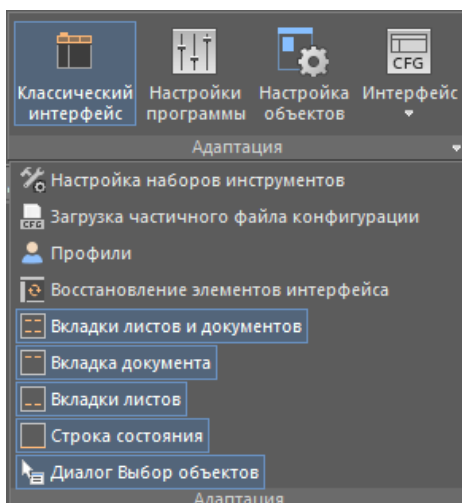 CFG
Классический Настройки Настройка Интерфейс
интерфейс программы объектов
Адаптация
Настройка наборов инструментов
CFG Загрузка частичного файла конфигурации
Профили
Восстановление элементов интерфейса
Вкладки листов и документов
Вкладка документа
Вкладки листов
Строка состояния
Диалог Выбор объектов
Адаптация